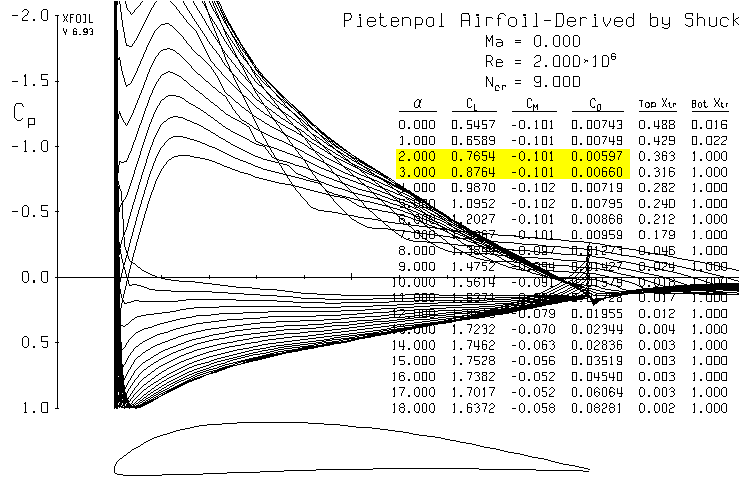 -2.0
XFOIL
V 6.93
Pietenpol Airfoil-Derived by Shuck
Ma = 0.000
Re = 2.000×10⁶
Ncr = 9.000
-1.5
Cp
α CL CM CD Top Xtr Bot Xtr
0.000 0.5457 -0.101 0.00743 0.488 0.016
1.000 0.6589 -0.101 0.00749 0.429 0.022
-1.0
2.000 0.7654 -0.101 0.00597 0.363 1.000
3.000 0.8764 -0.101 0.00660 0.316 1.000
.000 0.9870 -0.102 0.00719 0.282 1.000
1.0952 -0.102 0.00795 0.240 1.000
-0.5
1.2027 -0.101 0.00866 0.212 1.000
7.000 -0.101 0.00959 0.179 1.000
8.000 0.046 1.000
9.000 1.4752 1.000
0.0
10.000 1.5614 1.000
11.000 1.000
-0.079 0.01955 0.012 1.000
0.5
1.7232 -0.070 0.02344 0.004 1.000
14.000 1.7462 -0.063 0.02836 0.003 1.000
15.000 1.7528 -0.056 0.03519 0.003 1.000
16.000 1.7382 -0.052 0.04540 0.003 1.000
17.000 1.7017 -0.052 0.06064 0.003 1.000
1.0
18.000 1.6372 -0.058 0.08281 0.002 1.000